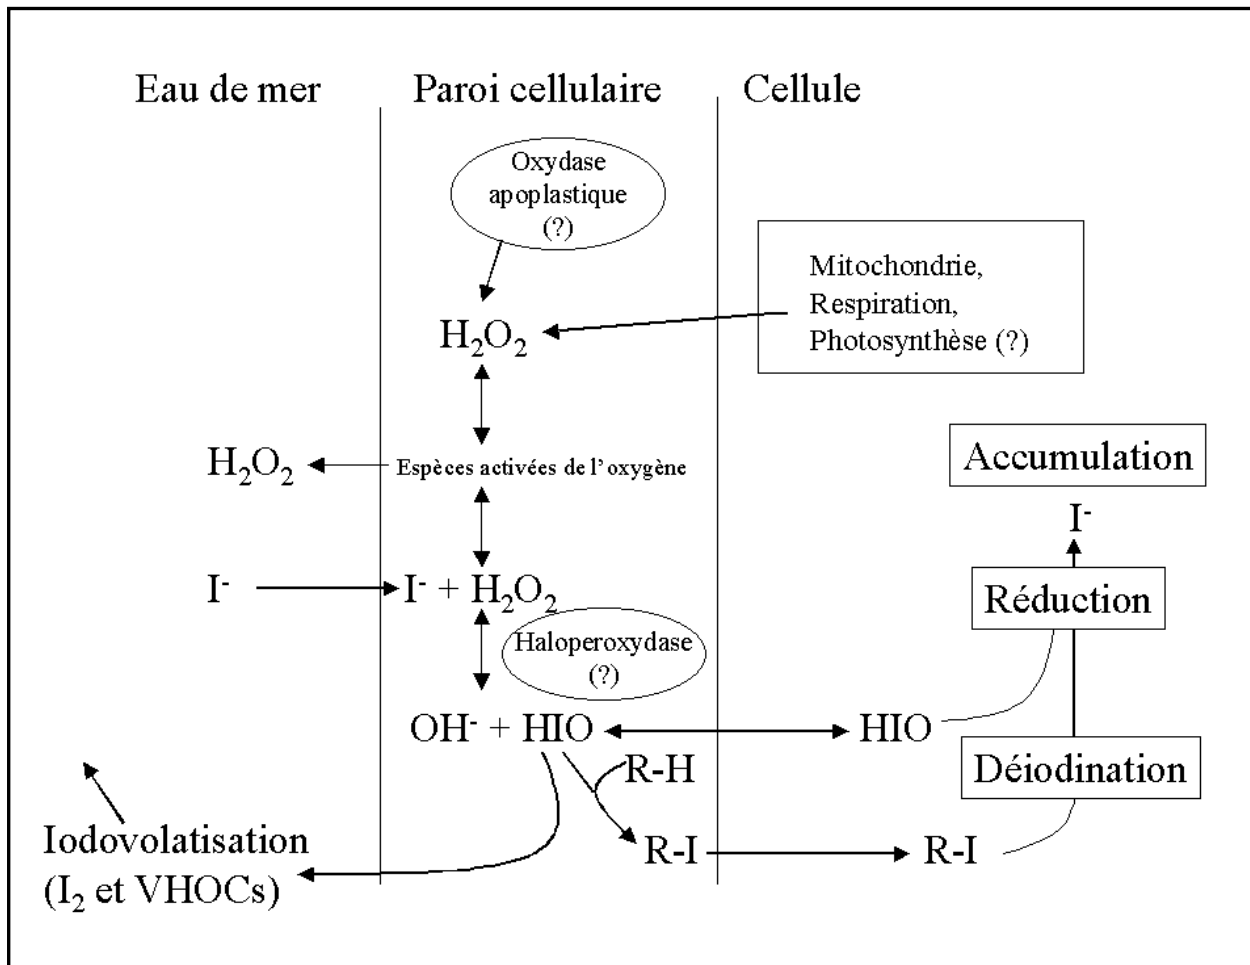 Eau de mer
Paroi cellulaire
Cellule
Oxydase
apoplastique
(?)
Mitochondrie,
Respiration,
Photosynthèse (?)
H₂O₂
H₂O₂
Espèces activées de l'oxygène
Accumulation
I⁻
I⁻
I⁻ + H₂O₂
Réduction
Haloperoxydase
(?)
OH⁻ + HIO
HIO
R-H
Déiodination
Iodovolatisation
(I₂ et VHOCs)
R-I
R-I